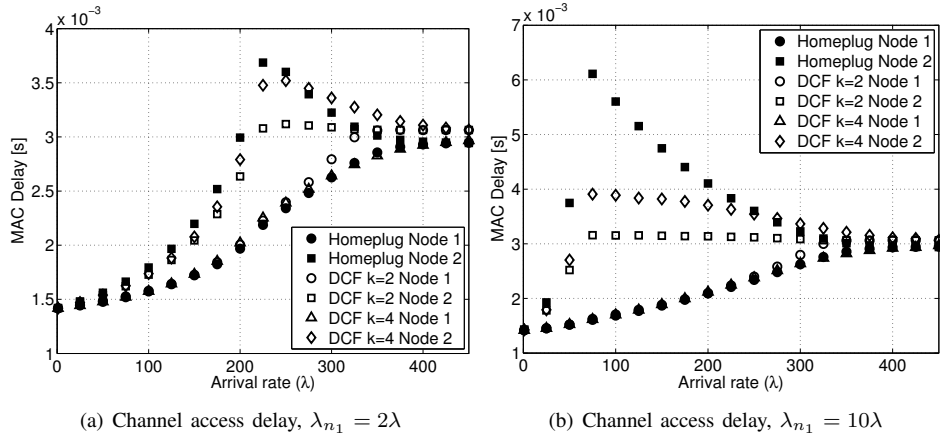 x 10⁻³
4
3.5
3
2.5
2
1.5
1
MAC Delay [s]
0 100 200 300 400
Arrival rate (λ)
Homeplug Node 1
Homeplug Node 2
DCF k=2 Node 1
DCF k=2 Node 2
DCF k=4 Node 1
DCF k=4 Node 2
(a) Channel access delay, λn₁ = 2λ
x 10⁻³
7
6
5
4
3
2
1
MAC Delay [s]
0 100 200 300 400
Arrival rate (λ)
Homeplug Node 1
Homeplug Node 2
DCF k=2 Node 1
DCF k=2 Node 2
DCF k=4 Node 1
DCF k=4 Node 2
(b) Channel access delay, λn₁ = 10λ